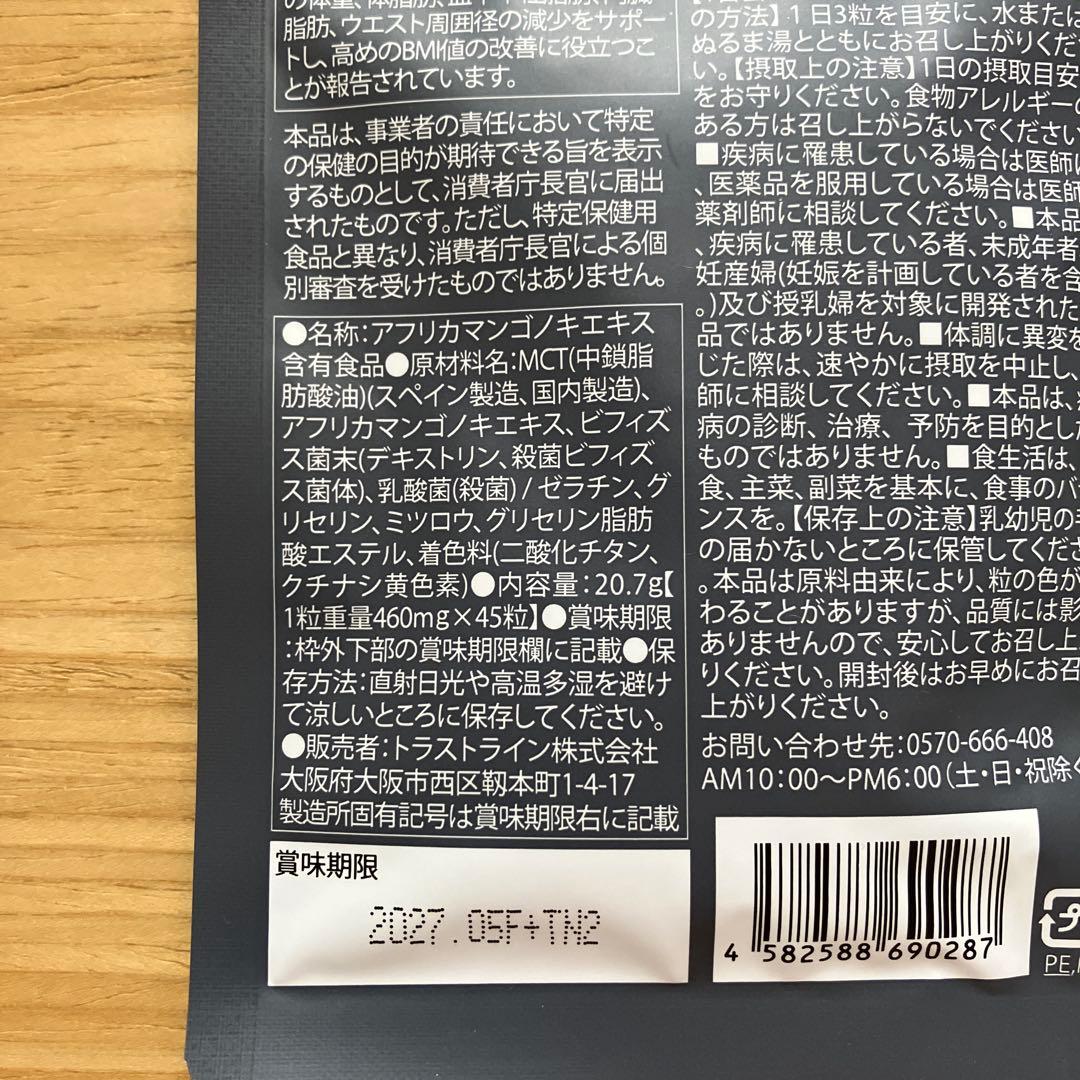 脂肪、ウエスト周囲径の減少をサポー
トし、高めのBMI値の改善に役立つこ
とが報告されています。
本品は、事業者の責任において特定
の保健の目的が期待できる旨を表示
するものとして、消費者庁長官に届出
されたものです。ただし、特定保健用
食品と異なり、消費者庁長官による個
別審査を受けたものではありません。
●名称：アフリカマンゴノキエキス
含有食品●原材料名：MCT(中鎖脂
肪酸油)(スペイン製造、国内製造)、
アフリカマンゴノキエキス、ビフィズ
ス菌末(デキストリン、殺菌ビフィズ
ス菌体)、乳酸菌(殺菌) / ゼラチン、グ
リセリン、ミツロウ、グリセリン脂肪
酸エステル、着色料(二酸化チタン、
クチナシ黄色素)●内容量：20.7g【
1粒重量460mg×45粒】●賞味期限
：枠外下部の賞味期限欄に記載●保
存方法：直射日光や高温多湿を避け
て涼しいところに保存してください。
●販売者：トラストライン株式会社
大阪府大阪市西区靱本町1-4-17
製造所固有記号は賞味期限右に記載
賞味期限
2027.05F+TN2
の方法】1日3粒を目安に、水または
ぬるま湯とともにお召し上がりくださ
い。【摂取上の注意】1日の摂取目安
をお守りください。食物アレルギーの
ある方は召し上がらないでください
■疾病に罹患している場合は医師に
、医薬品を服用している場合は医師
薬剤師に相談してください。■本品
、疾病に罹患している者、未成年者
妊産婦(妊娠を計画している者を含
。)及び授乳婦を対象に開発された
品ではありません。■体調に異変を
じた際は、速やかに摂取を中止し、
師に相談してください。■本品は、
病の診断、治療、予防を目的とした
ものではありません。■食生活は、
食、主菜、副菜を基本に、食事のバ
ンスを。【保存上の注意】乳幼児の手
の届かないところに保管してくださ
。本品は原料由来により、粒の色が
わることがありますが、品質には影
ありませんので、安心してお召し上
りください。開封後はお早めにお召
上がりください。
お問い合わせ先：0570-666-408
AM10：00～PM6：00（土・日・祝除く
4 582588 690287
プ
PE,